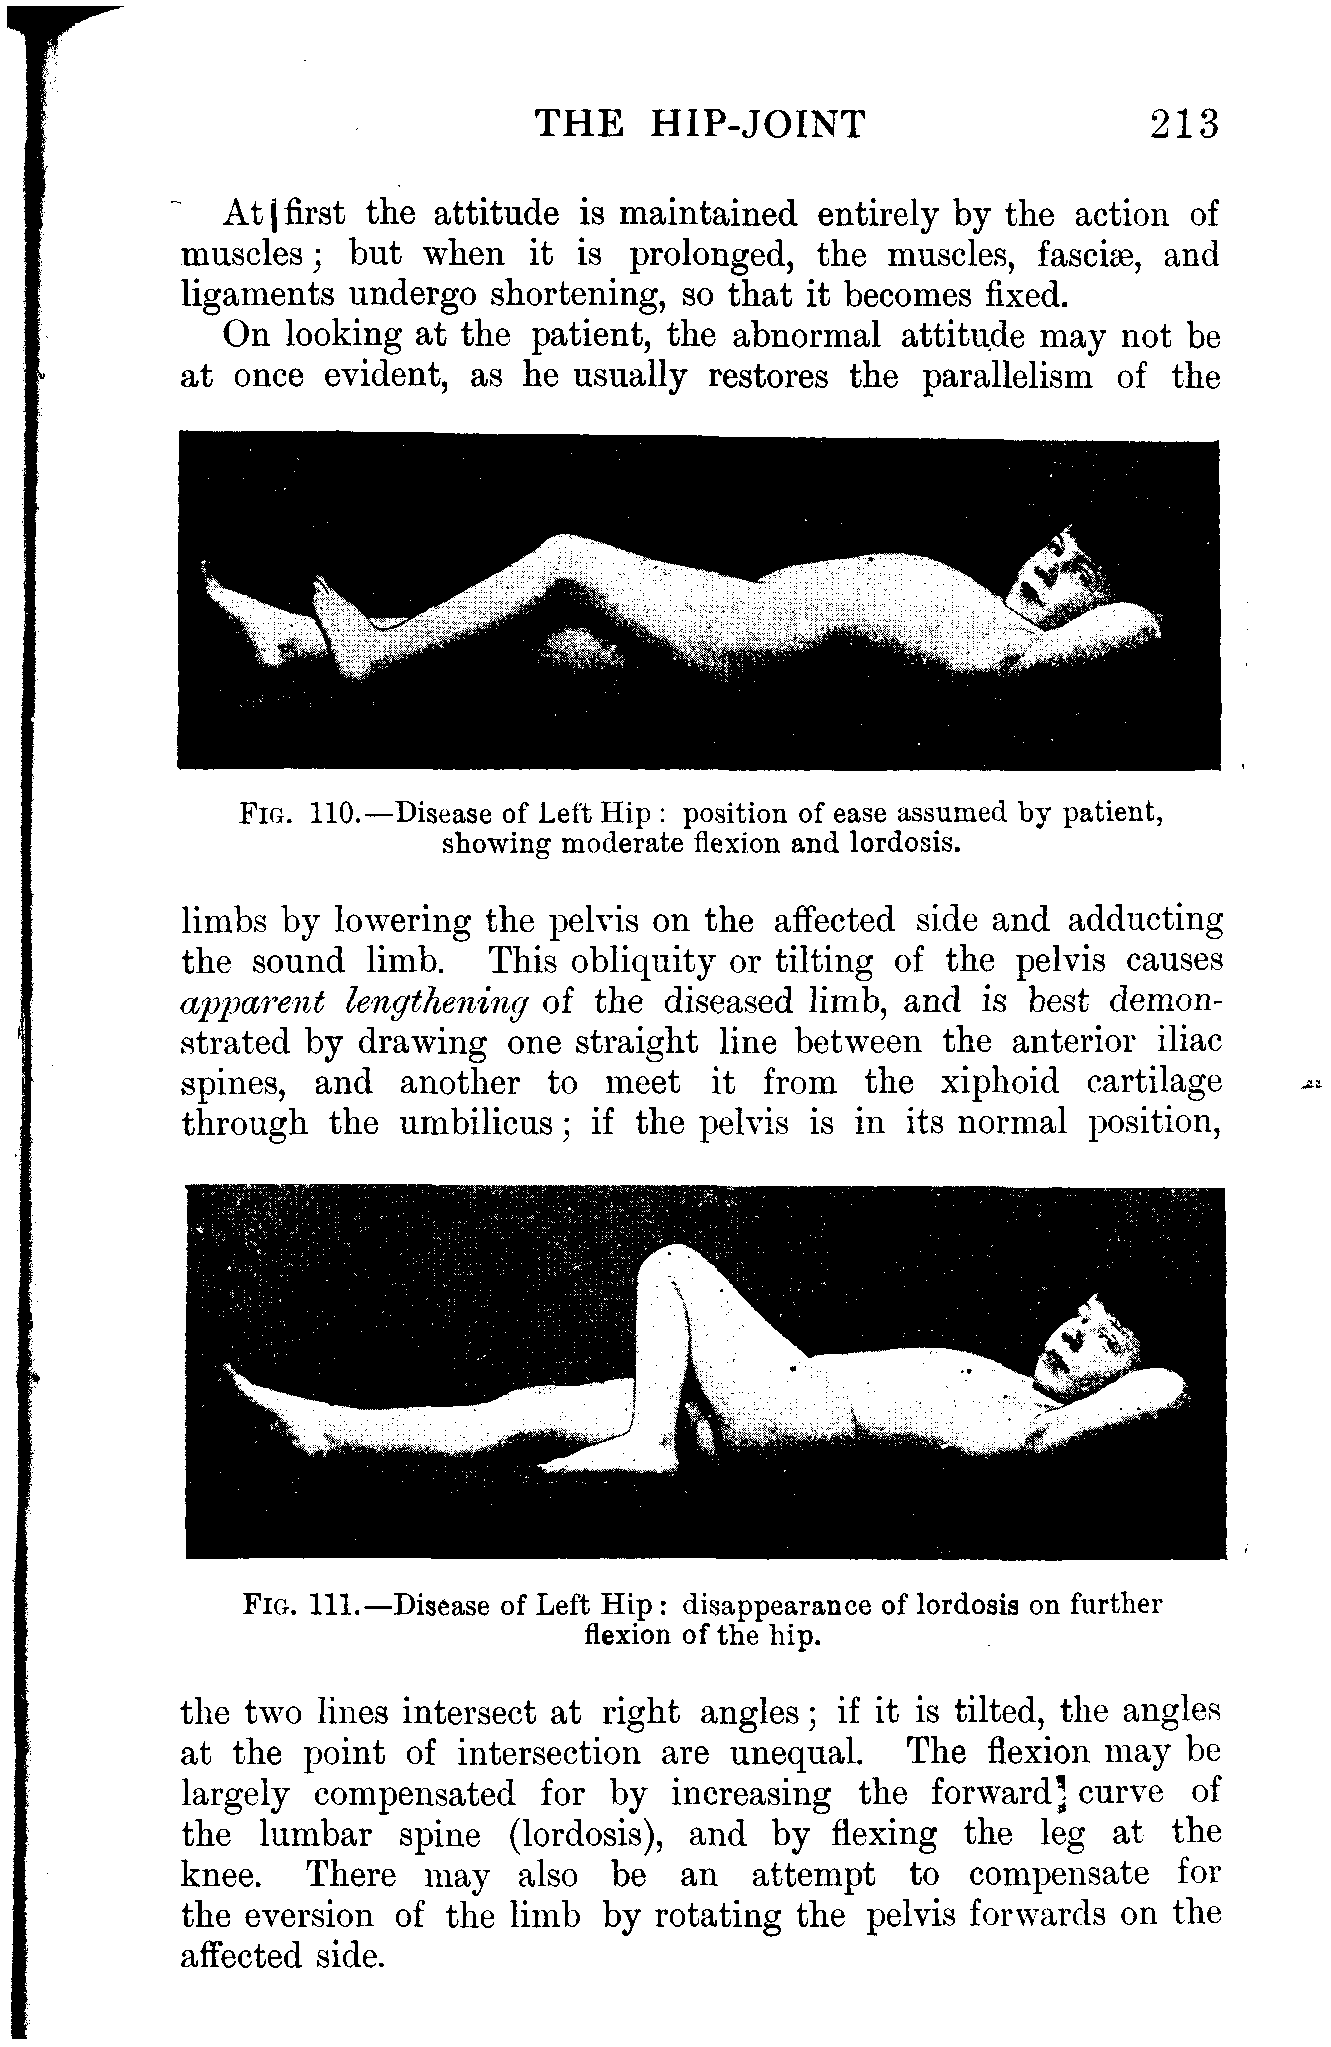 THE HIP-JOINT 213
At first the attitude is maintained entirely by the action of
muscles; but when it is prolonged, the muscles, fasciæ, and
ligaments undergo shortening, so that it becomes fixed.
On looking at the patient, the abnormal attitude may not be
at once evident, as he usually restores the parallelism of the
FIG. 110.—Disease of Left Hip: position of ease assumed by patient,
showing moderate flexion and lordosis.
limbs by lowering the pelvis on the affected side and adducting
the sound limb. This obliquity or tilting of the pelvis causes
apparent lengthening of the diseased limb, and is best demon-
strated by drawing one straight line between the anterior iliac
spines, and another to meet it from the xiphoid cartilage
through the umbilicus; if the pelvis is in its normal position,
FIG. 111.—Disease of Left Hip: disappearance of lordosis on further
flexion of the hip.
the two lines intersect at right angles; if it is tilted, the angles
at the point of intersection are unequal. The flexion may be
largely compensated for by increasing the forward curve of
the lumbar spine (lordosis), and by flexing the leg at the
knee. There may also be an attempt to compensate for
the eversion of the limb by rotating the pelvis forwards on the
affected side.